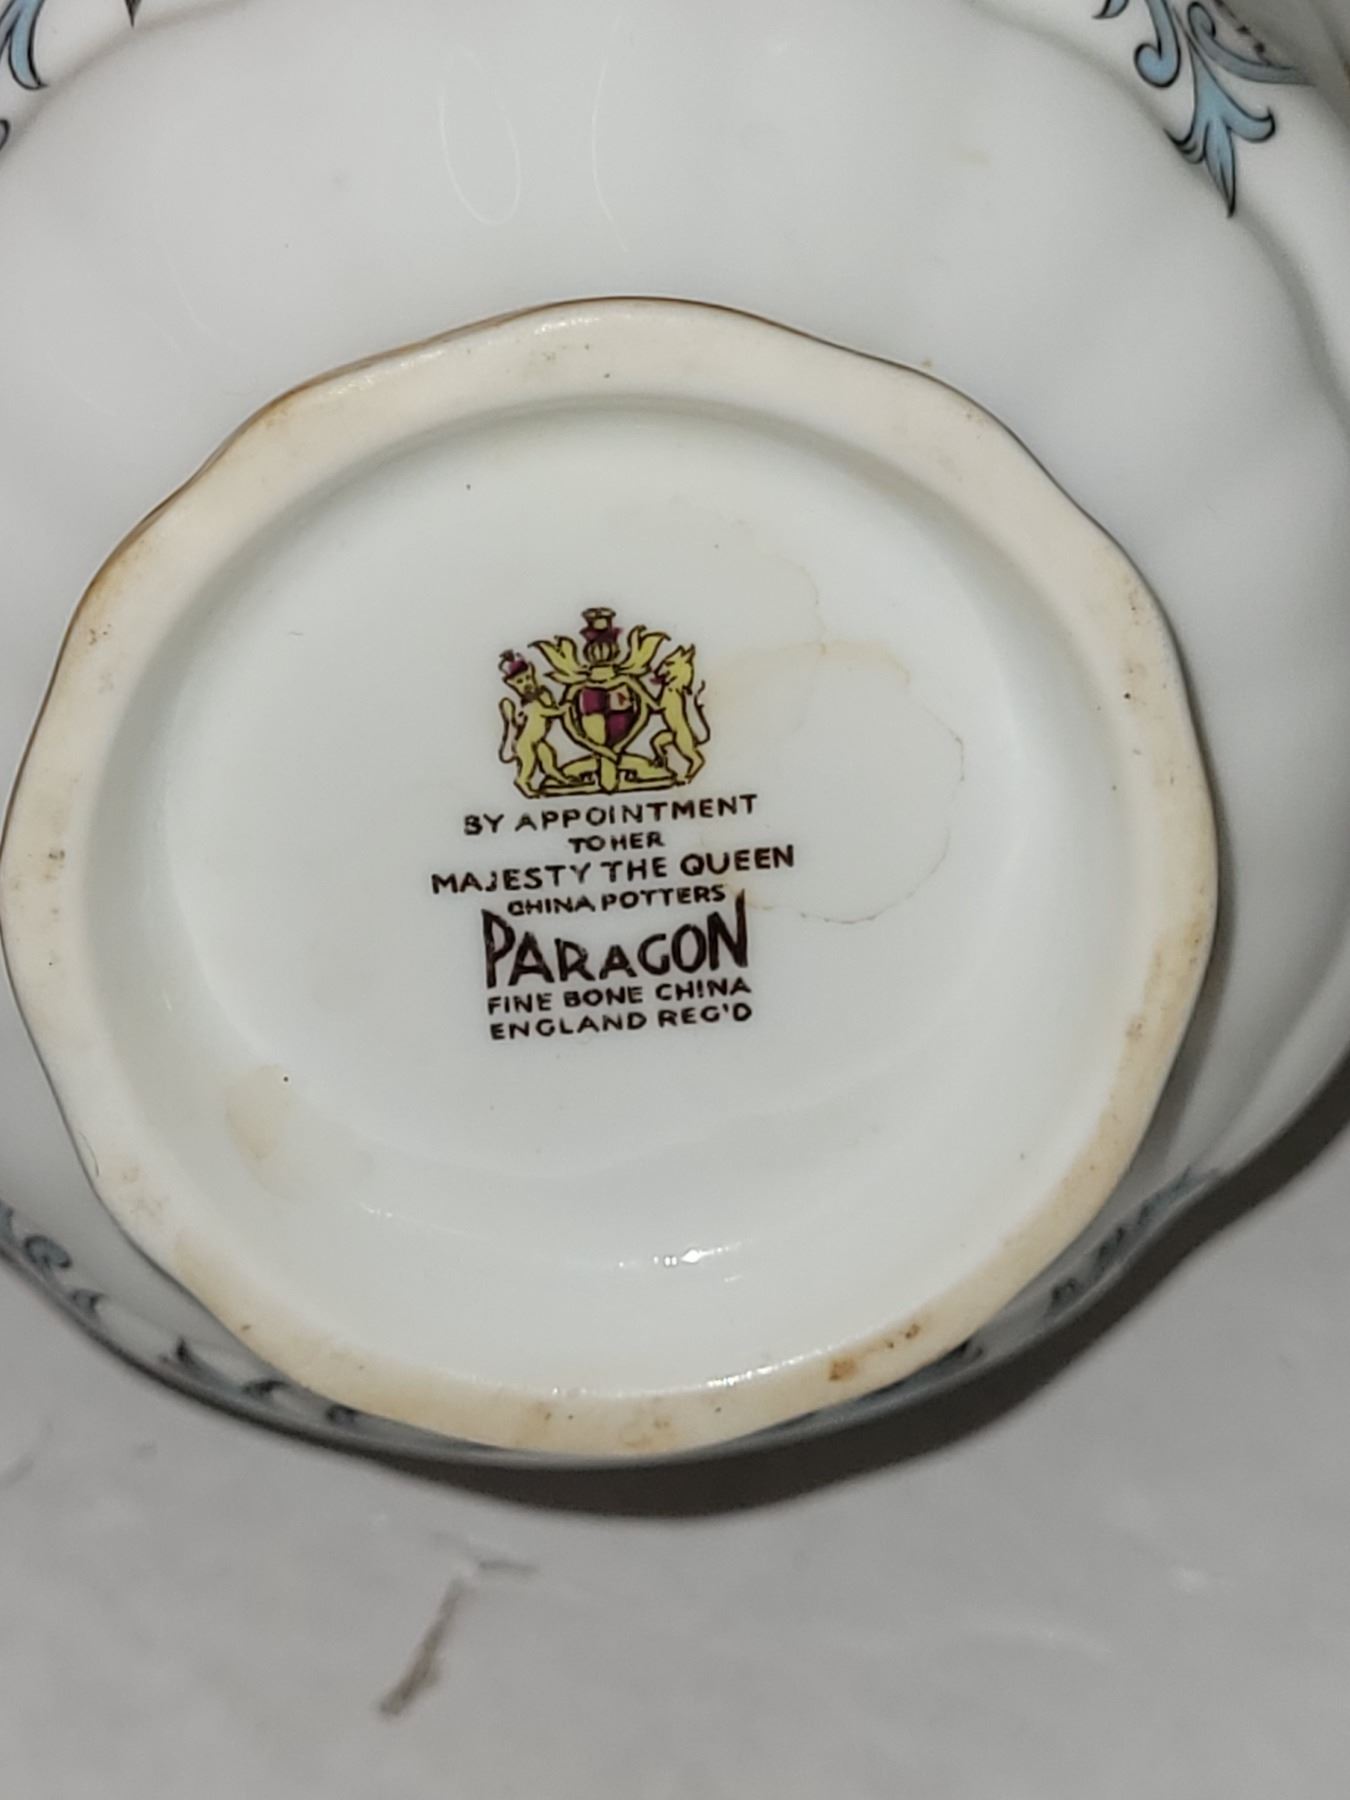 BY APPOINTMENT
TO HER
MAJESTY THE QUEEN
CHINA POTTERS
PARAGON
FINE BONE CHINA
ENGLAND REG'D